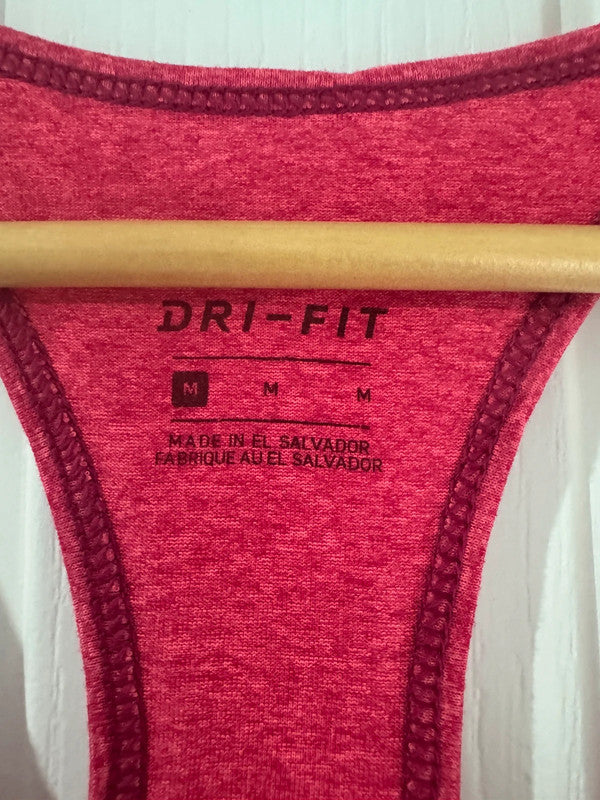 DRI-FIT
M M M
MADE IN EL SALVADOR
FABRIQUE AU EL SALVADOR